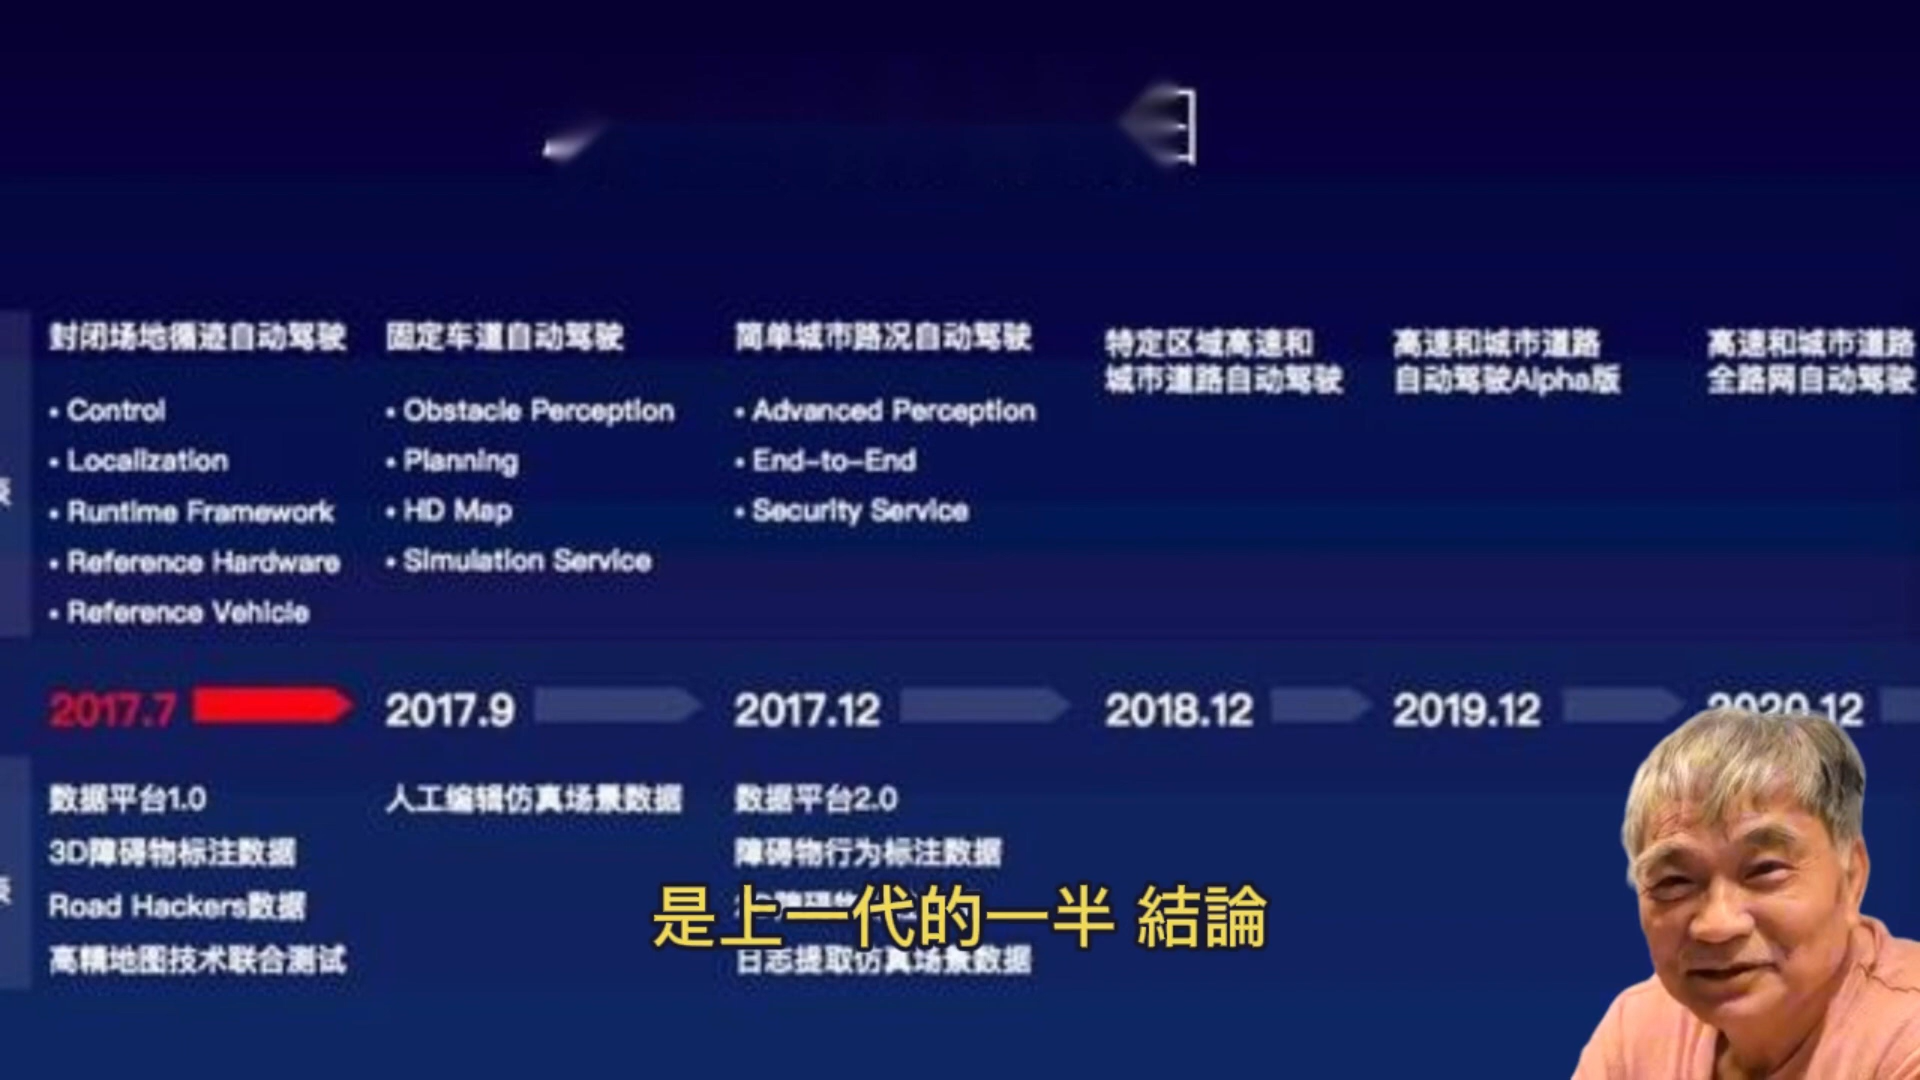 封闭场地循迹自动驾驶
• Control
• Localization
• Runtime Framework
• Reference Hardware
• Reference Vehicle
固定车道自动驾驶
• Obstacle Perception
• Planning
• HD Map
• Simulation Service
简单城市路况自动驾驶
• Advanced Perception
• End-to-End
• Security Service
特定区域高速和
城市道路自动驾驶
高速和城市道路
自动驾驶Alpha版
高速和城市道路
全路网自动驾驶
2017.7
2017.9
2017.12
2018.12
2019.12
2020.12
数据平台1.0
3D障碍物标注数据
Road Hackers数据
高精地图技术联合测试
人工编辑仿真场景数据
数据平台2.0
障碍物行为标注数据
日志提取仿真场景数据
是上一代的一半 結論